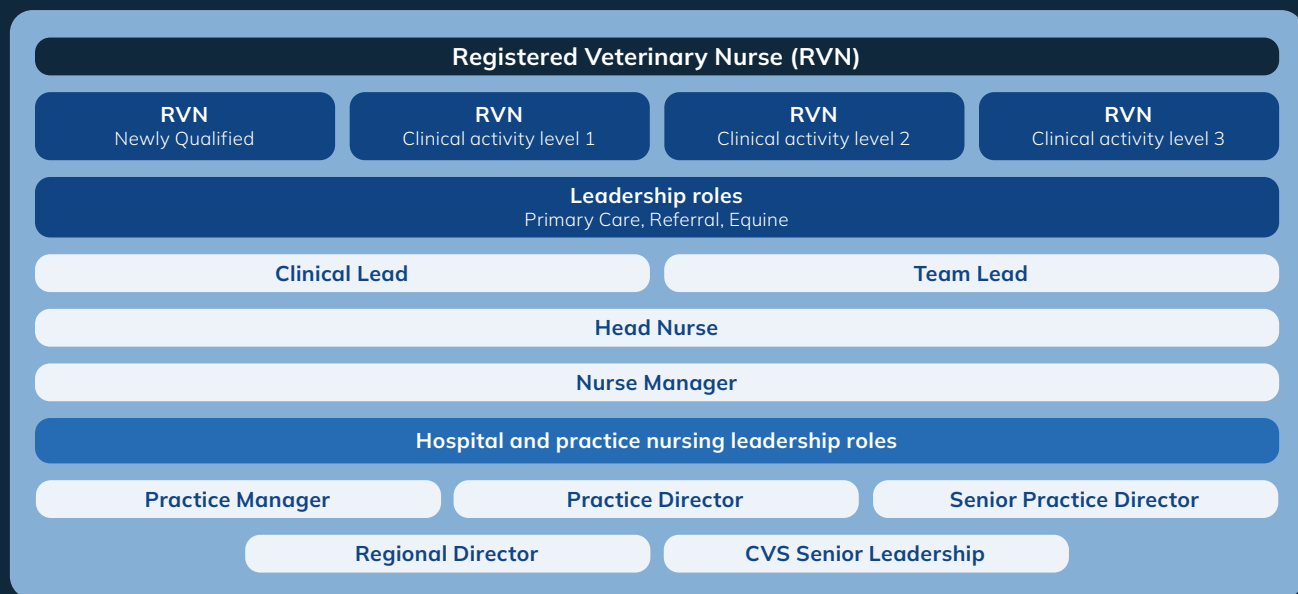 Registered Veterinary Nurse (RVN)
RVN
Newly Qualified
RVN
Clinical activity level 1
RVN
Clinical activity level 2
RVN
Clinical activity level 3
Leadership roles
Primary Care, Referral, Equine
Clinical Lead
Team Lead
Head Nurse
Nurse Manager
Hospital and practice nursing leadership roles
Practice Manager
Practice Director
Senior Practice Director
Regional Director
CVS Senior Leadership